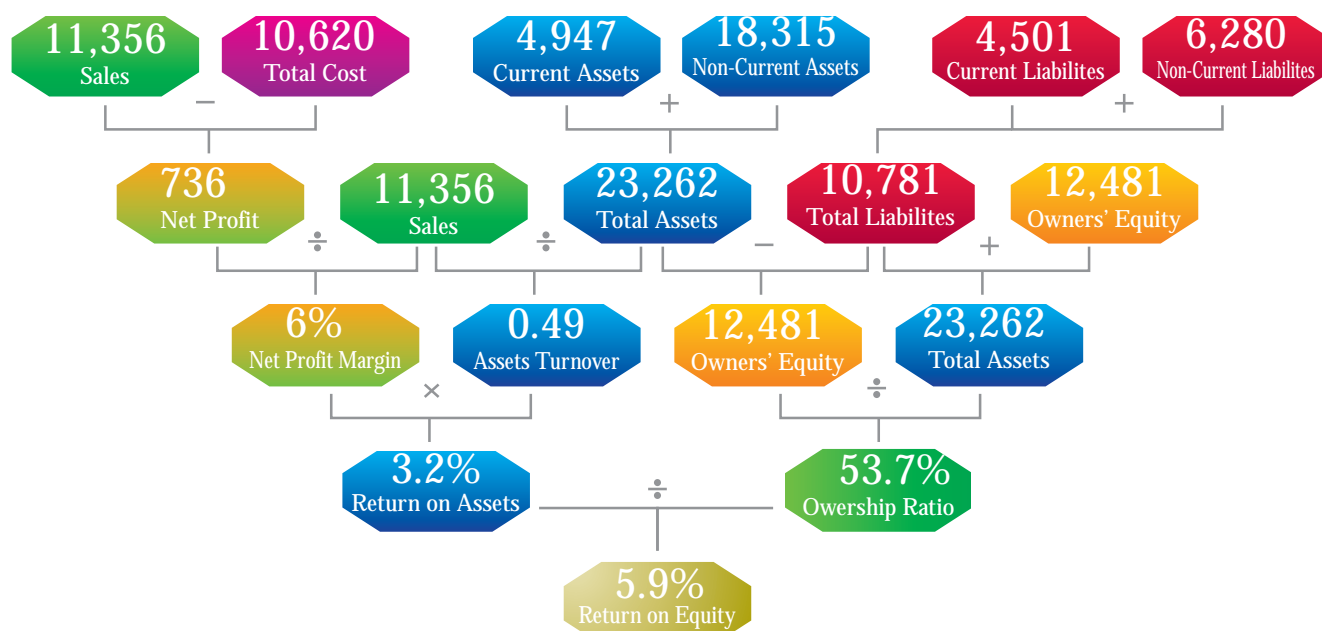 11,356
Sales
10,620
Total Cost
4,947
Current Assets
18,315
Non-Current Assets
4,501
Current Liabilites
6,280
Non-Current Liabilites
−
+
+
736
Net Profit
11,356
Sales
23,262
Total Assets
10,781
Total Liabilites
12,481
Owners' Equity
÷
÷
−
+
6%
Net Profit Margin
0.49
Assets Turnover
12,481
Owners' Equity
23,262
Total Assets
×
÷
3.2%
Return on Assets
÷
53.7%
Owership Ratio
5.9%
Return on Equity